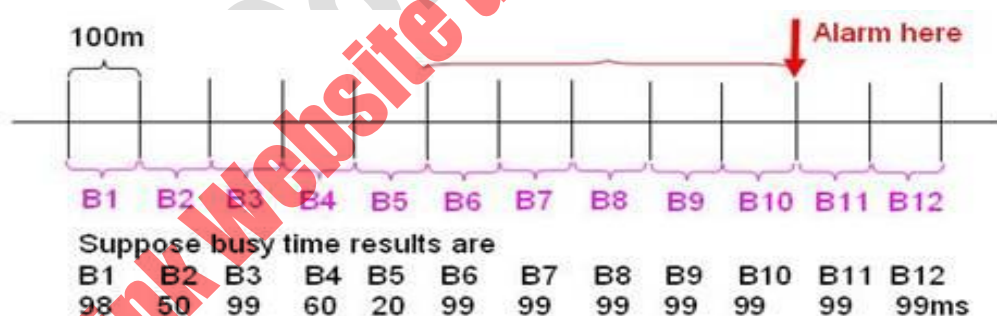 100m
Alarm here
B1 B2 B3 B4 B5 B6 B7 B8 B9 B10 B11 B12
Suppose busy time results are
B1 B2 B3 B4 B5 B6 B7 B8 B9 B10 B11 B12
98 50 99 60 20 99 99 99 99 99 99 99ms
Website